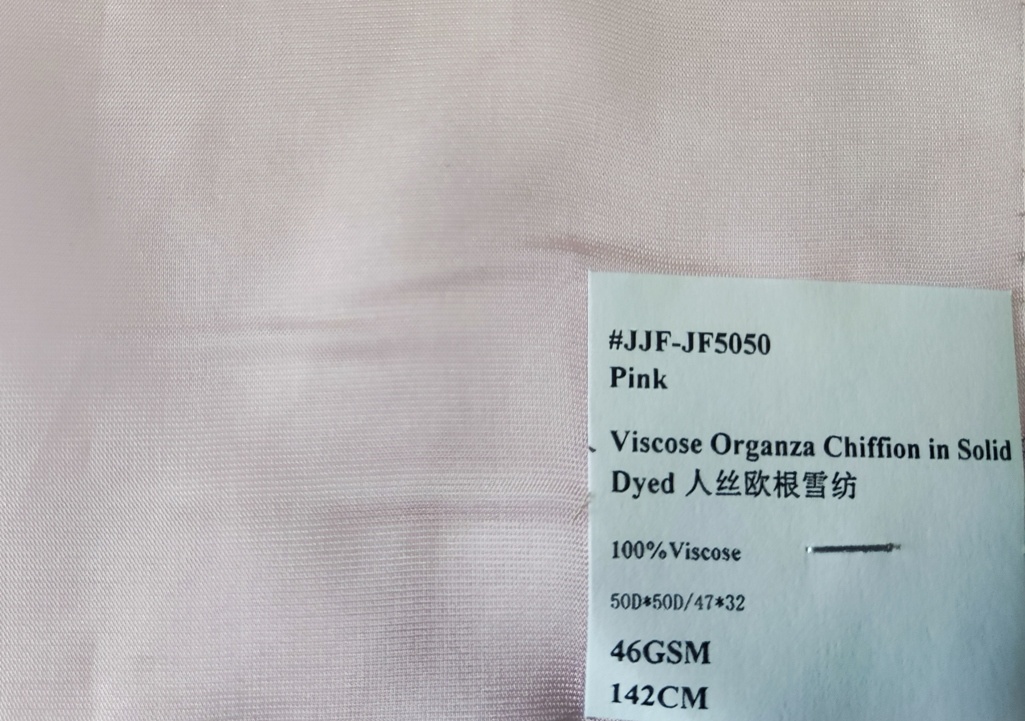 #JJF-JF5050
Pink
Viscose Organza Chiffion in Solid
Dyed 人丝欧根雪纺
100%Viscose
50D*50D/47*32
46GSM
142CM